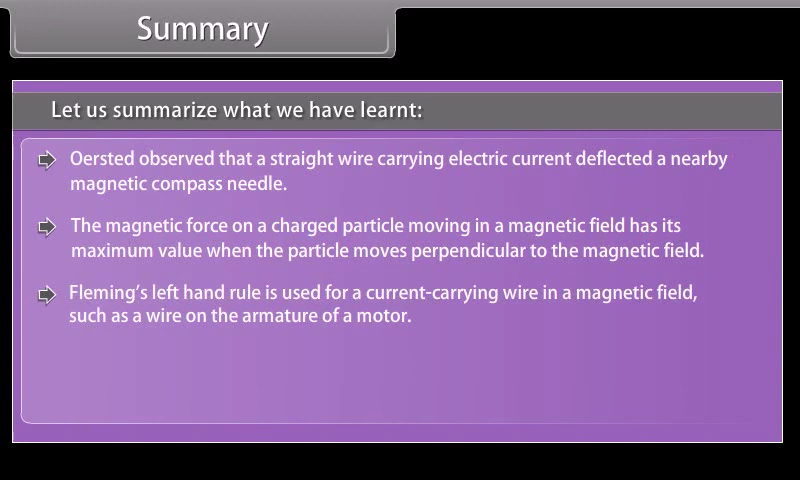 Summary
Let us summarize what we have learnt:
Oersted observed that a straight wire carrying electric current deflected a nearby
magnetic compass needle.
The magnetic force on a charged particle moving in a magnetic field has its
maximum value when the particle moves perpendicular to the magnetic field.
Fleming’s left hand rule is used for a current-carrying wire in a magnetic field,
such as a wire on the armature of a motor.